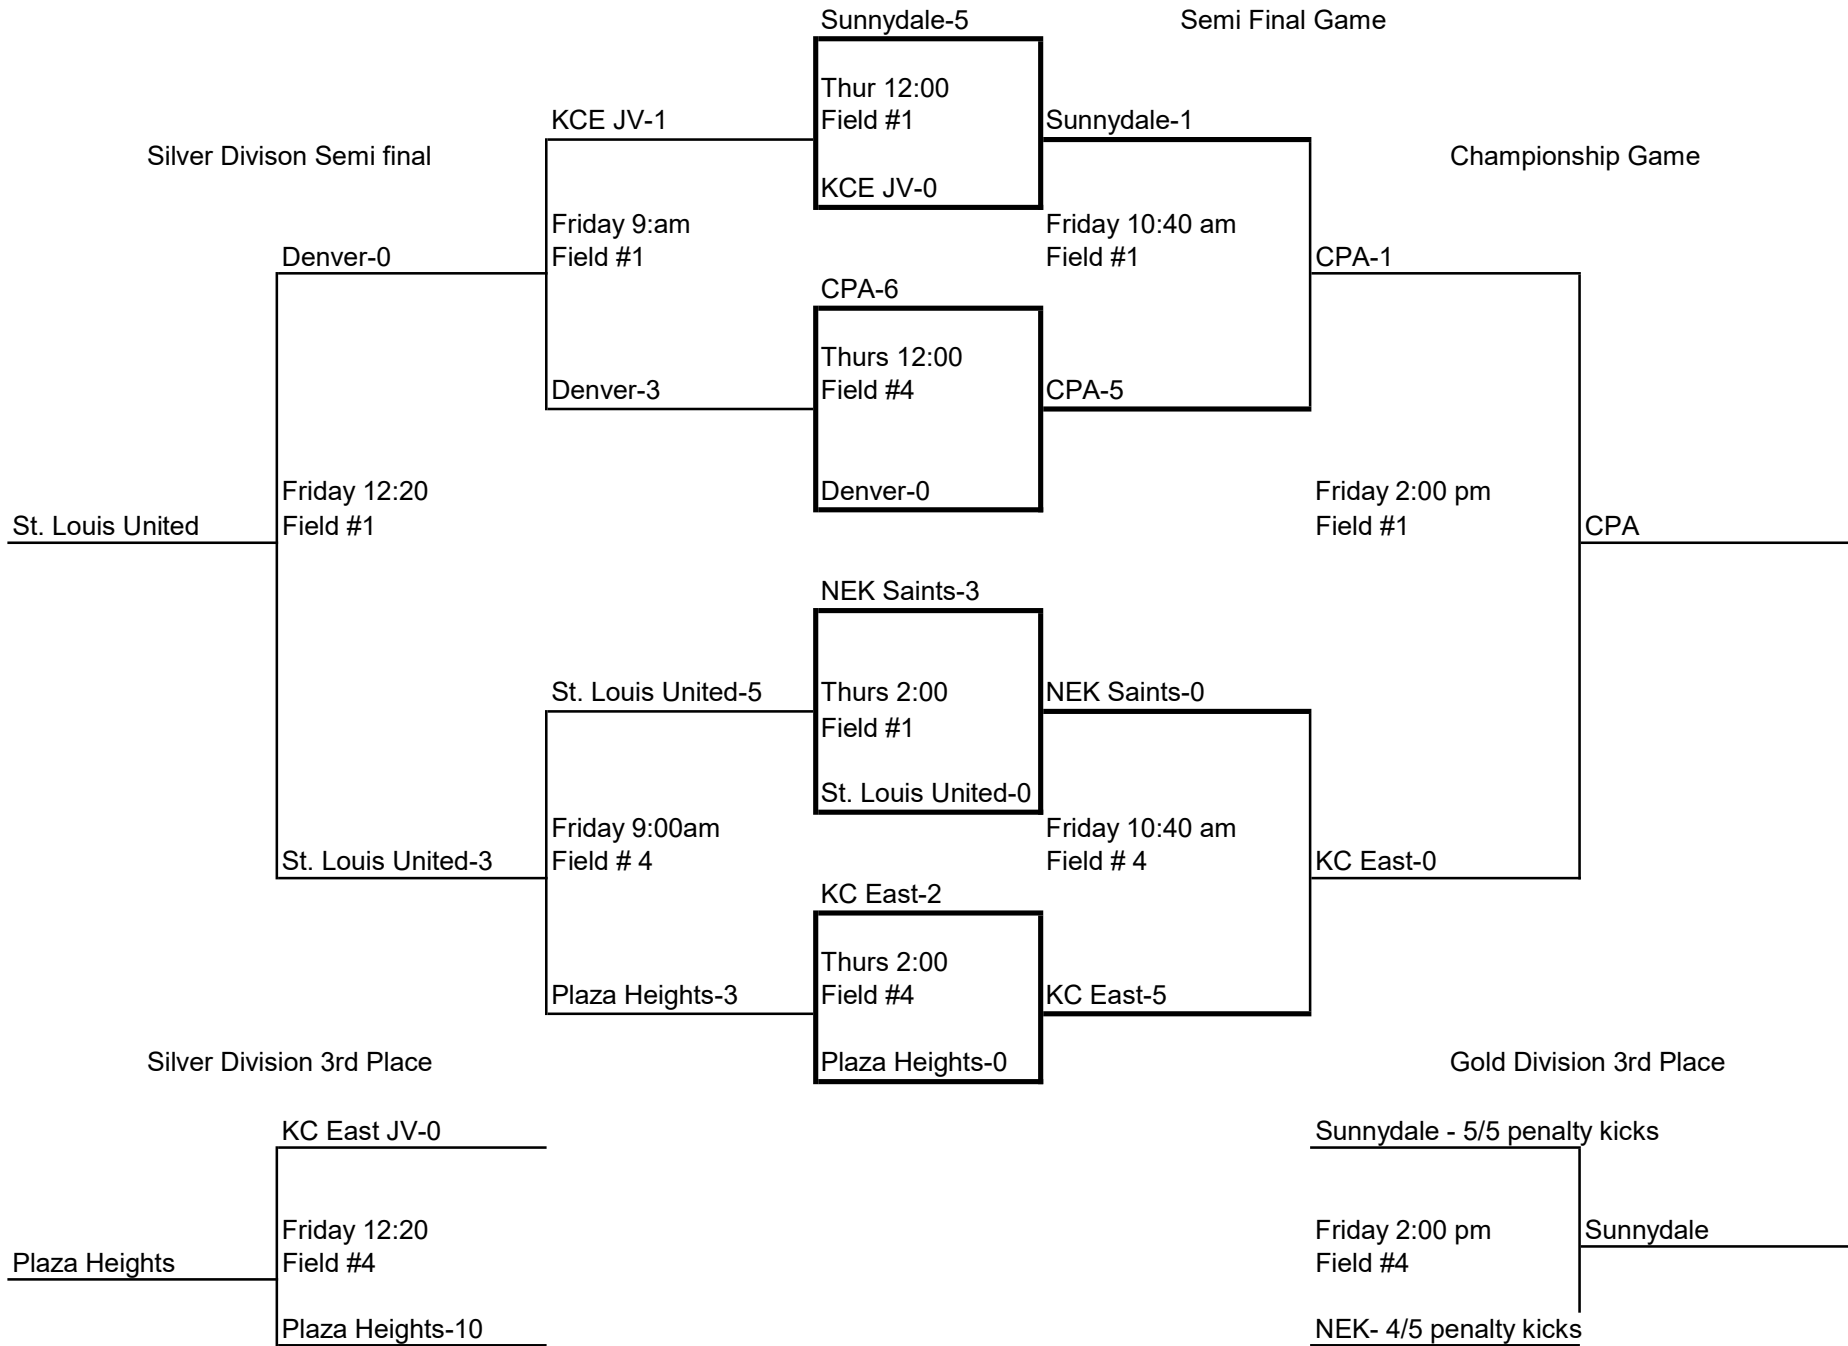 Sunnydale-5
Semi Final Game
Thur 12:00
KCE JV-1
Field #1
Sunnydale-1
Silver Divison Semi final
Championship Game
KCE JV-0
Friday 9:am
Friday 10:40 am
Denver-0
Field #1
Field #1
CPA-1
CPA-6
Thurs 12:00
Denver-3
Field #4
CPA-5
Friday 12:20
Denver-0
Friday 2:00 pm
St. Louis United
Field #1
Field #1
CPA
NEK Saints-3
St. Louis United-5
Thurs 2:00
NEK Saints-0
Field #1
St. Louis United-0
Friday 9:00am
Friday 10:40 am
St. Louis United-3
Field # 4
Field # 4
KC East-0
KC East-2
Thurs 2:00
Plaza Heights-3
Field #4
KC East-5
Silver Division 3rd Place
Plaza Heights-0
Gold Division 3rd Place
KC East JV-0
Sunnydale - 5/5 penalty kicks
Friday 12:20
Friday 2:00 pm
Sunnydale
Plaza Heights
Field #4
Field #4
Plaza Heights-10
NEK- 4/5 penalty kicks